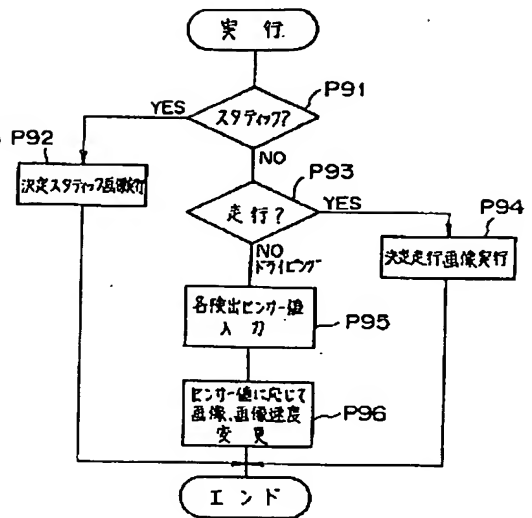 実行
P91
スタティック?
YES
P92
NO
P93
決定スタティック画像実行
走行?
YES
P94
NO
ドライビング
決定走行画像実行
各検出センサー値
入力
P95
センサー値に応じて
画像、画像速度
変更
P96
エンド